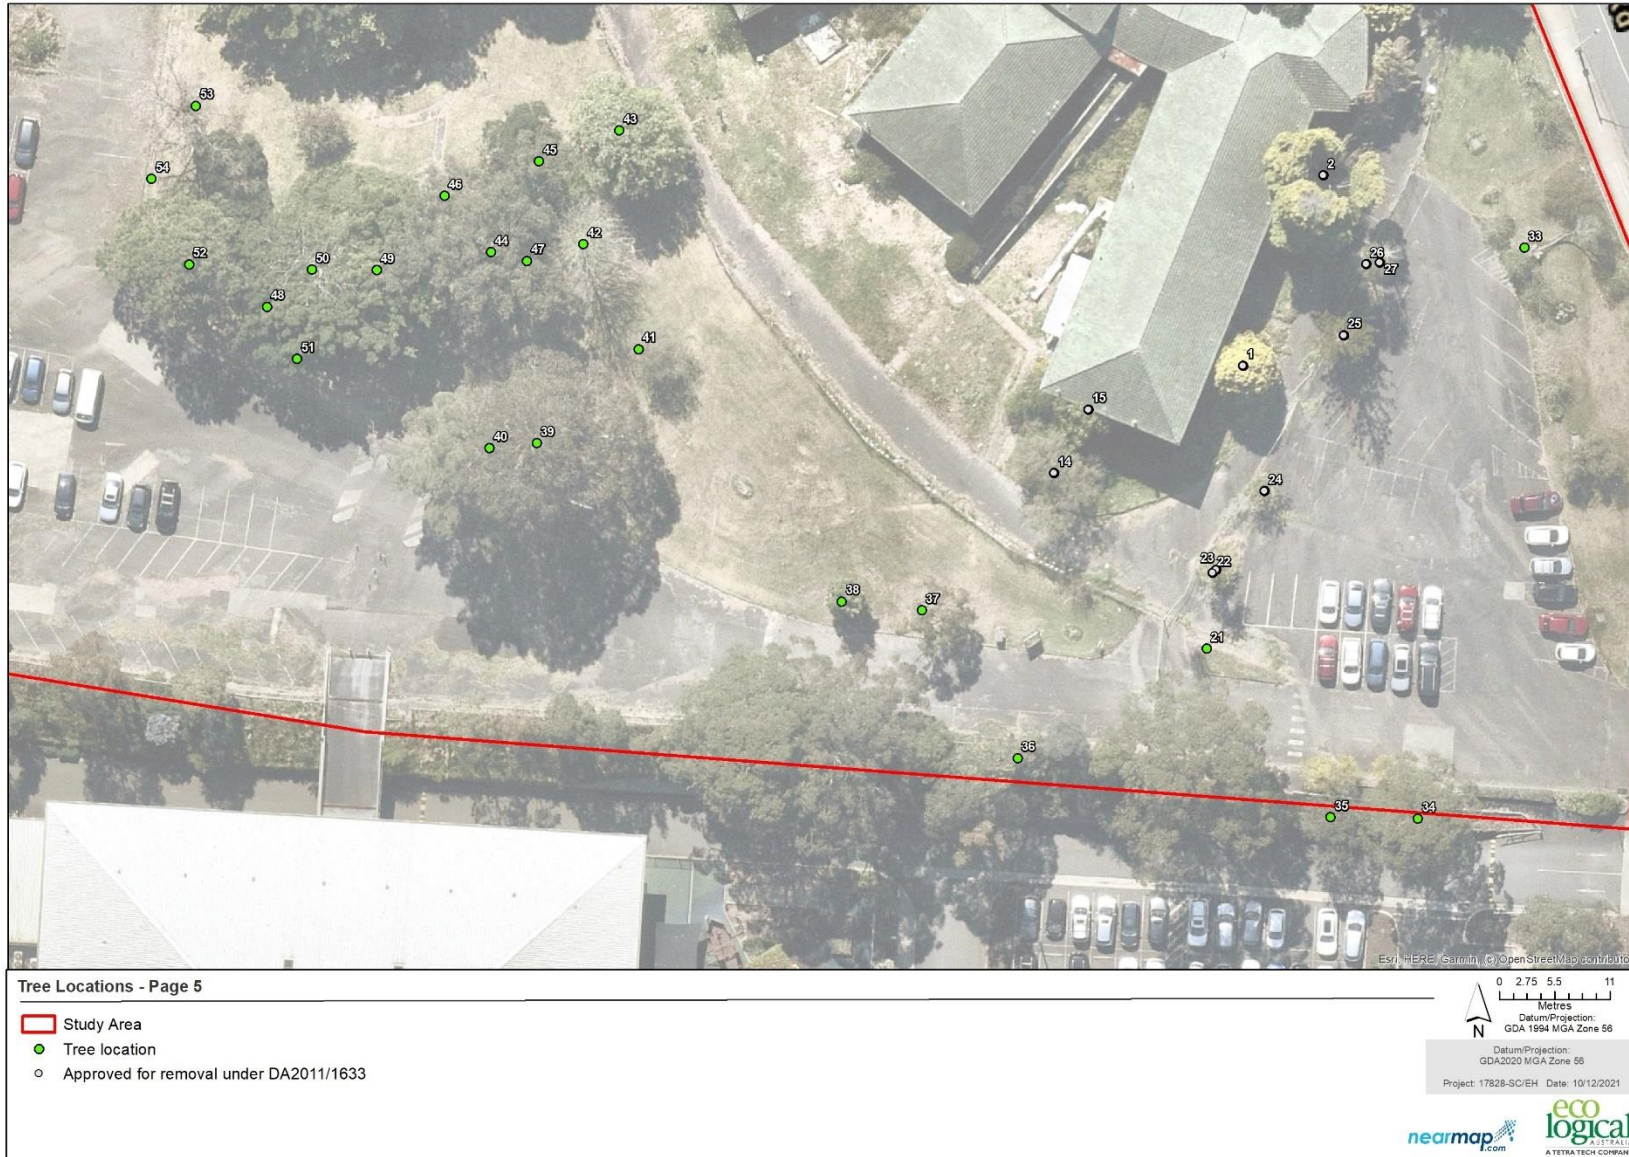 53
43
45
54
2
46
42
33
44
47
26
52
50
49
27
48
25
41
51
1
15
40
39
14
24
23
22
38
37
21
36
35
34
Esri, HERE, Garmin, (c) OpenStreetMap contributo
Tree Locations - Page 5
Study Area
Tree location
Approved for removal under DA2011/1633
0 2.75 5.5 11
Metres
Datum/Projection:
GDA 1994 MGA Zone 56
N
Datum/Projection:
GDA2020 MGA Zone 56
Project: 17828-SC/EH Date: 10/12/2021
nearmap
.com
eco
logical
AUSTRALIA
A TETRA TECH COMPANY